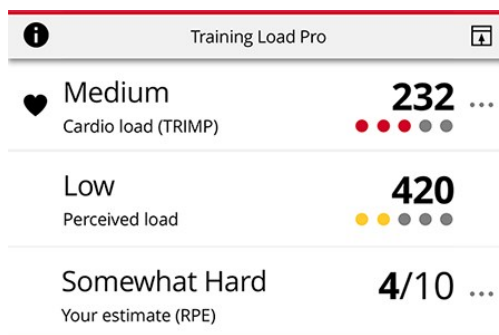 Training Load Pro
Medium 232 ...
Cardio load (TRIMP)
Low 420
Perceived load
Somewhat Hard 4/10 ...
Your estimate (RPE)